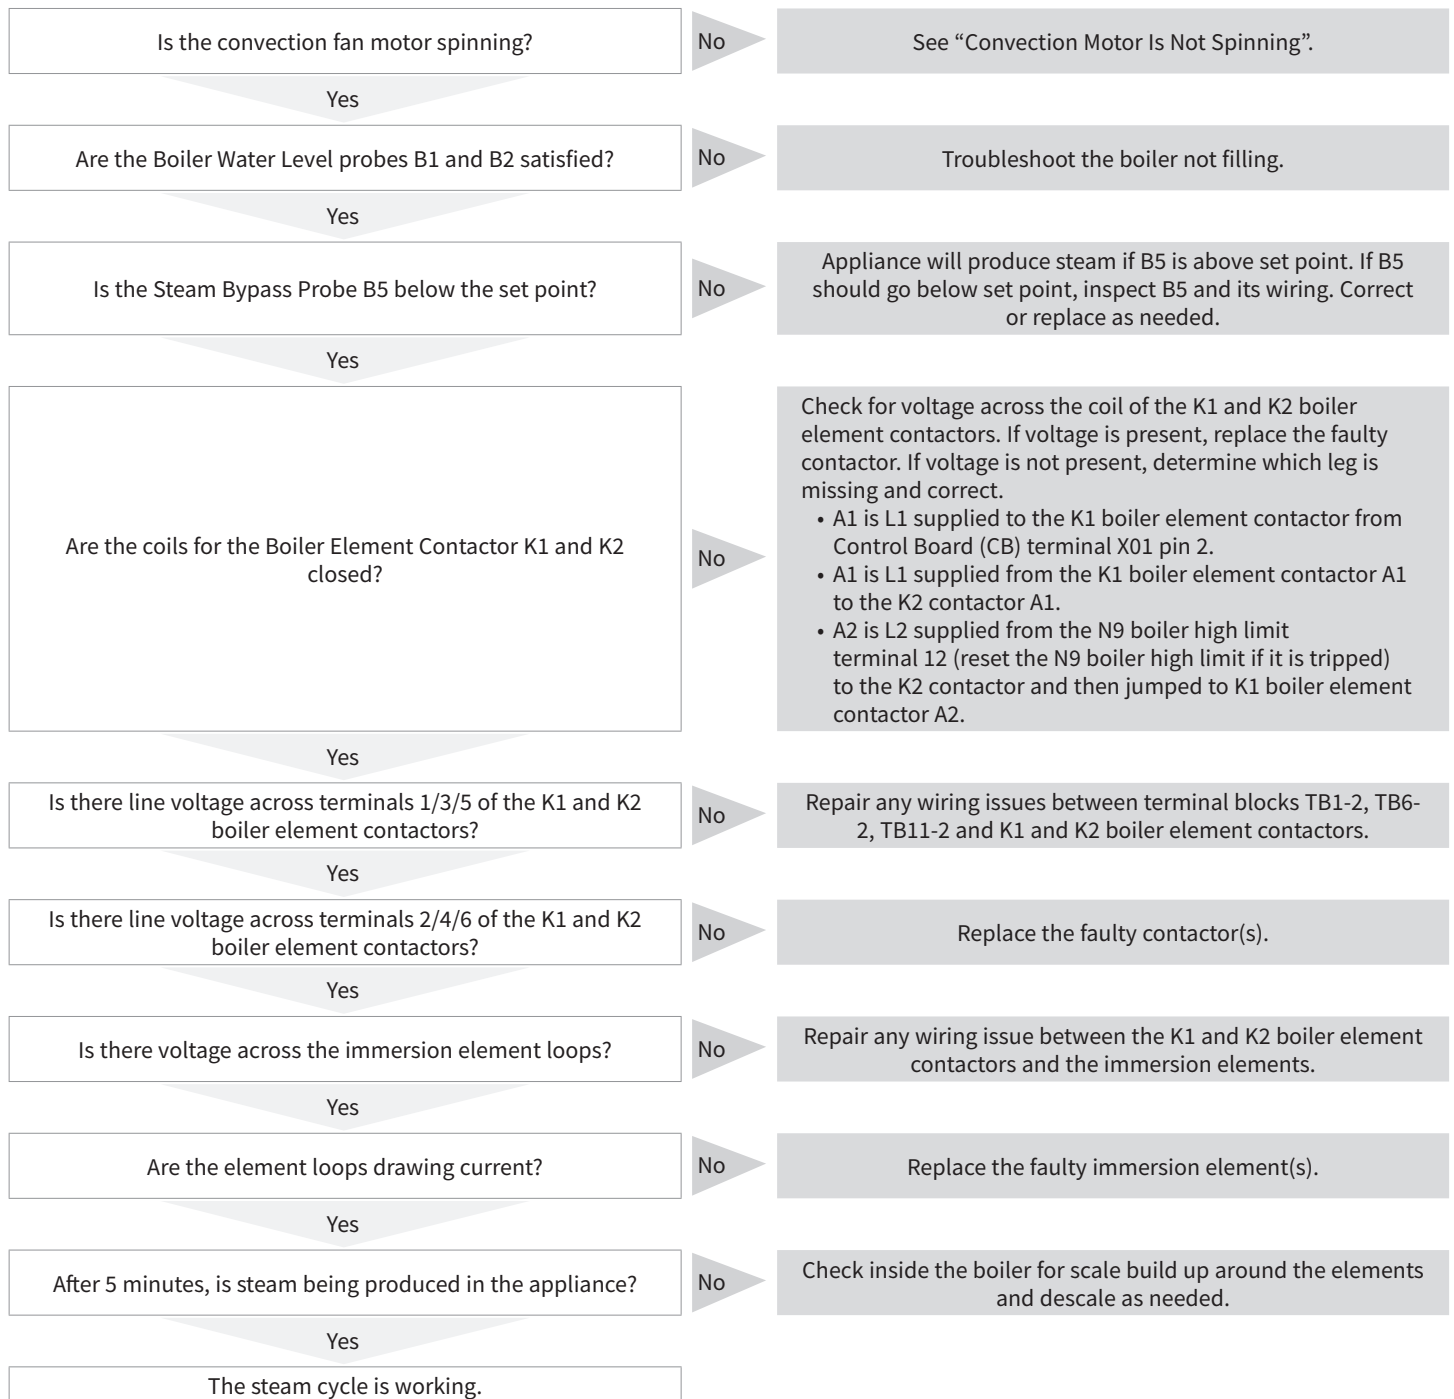 Is the convection fan motor spinning?
No
See “Convection Motor Is Not Spinning”.
Yes
Are the Boiler Water Level probes B1 and B2 satisfied?
No
Troubleshoot the boiler not filling.
Yes
Is the Steam Bypass Probe B5 below the set point?
No
Appliance will produce steam if B5 is above set point. If B5
should go below set point, inspect B5 and its wiring. Correct
or replace as needed.
Yes
Are the coils for the Boiler Element Contactor K1 and K2
closed?
No
Check for voltage across the coil of the K1 and K2 boiler
element contactors. If voltage is present, replace the faulty
contactor. If voltage is not present, determine which leg is
missing and correct.
• A1 is L1 supplied to the K1 boiler element contactor from
Control Board (CB) terminal X01 pin 2.
• A1 is L1 supplied from the K1 boiler element contactor A1
to the K2 contactor A1.
• A2 is L2 supplied from the N9 boiler high limit
terminal 12 (reset the N9 boiler high limit if it is tripped)
to the K2 contactor and then jumped to K1 boiler element
contactor A2.
Yes
Is there line voltage across terminals 1/3/5 of the K1 and K2
boiler element contactors?
No
Repair any wiring issues between terminal blocks TB1-2, TB6-
2, TB11-2 and K1 and K2 boiler element contactors.
Yes
Is there line voltage across terminals 2/4/6 of the K1 and K2
boiler element contactors?
No
Replace the faulty contactor(s).
Yes
Is there voltage across the immersion element loops?
No
Repair any wiring issue between the K1 and K2 boiler element
contactors and the immersion elements.
Yes
Are the element loops drawing current?
No
Replace the faulty immersion element(s).
Yes
After 5 minutes, is steam being produced in the appliance?
No
Check inside the boiler for scale build up around the elements
and descale as needed.
Yes
The steam cycle is working.